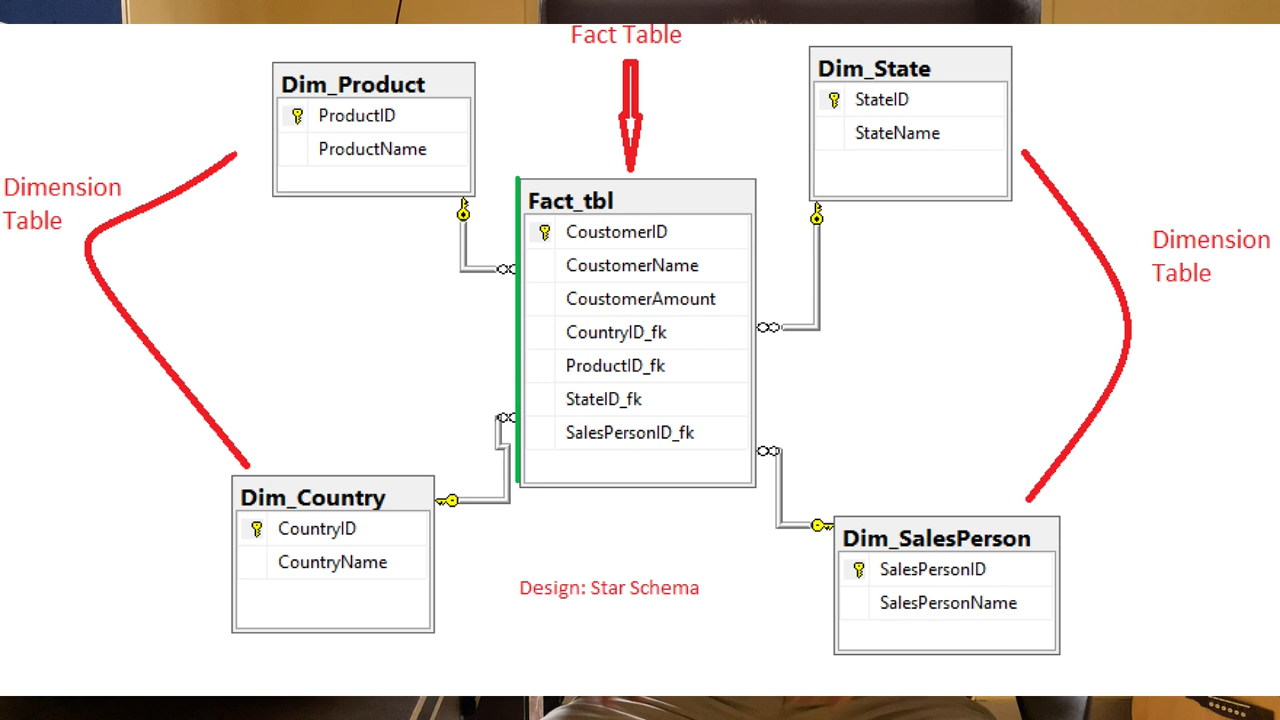 Fact Table
Dim_Product
ProductID
ProductName
Dim_State
StateID
StateName
Dimension
Table
Fact_tbl
CoustomerID
CoustomerName
CoustomerAmount
CountryID_fk
ProductID_fk
StateID_fk
SalesPersonID_fk
Dimension
Table
Dim_Country
CountryID
CountryName
Dim_SalesPerson
SalesPersonID
SalesPersonName
Design: Star Schema